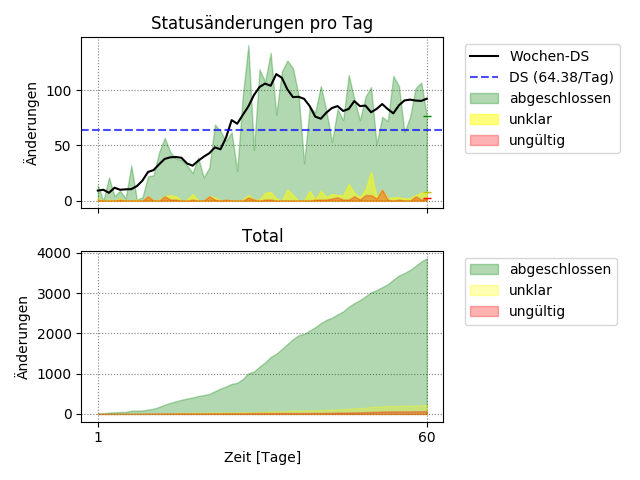 Statusänderungen pro Tag
Änderungen
100
50
0
Wochen-DS
DS (64.38/Tag)
abgeschlossen
unklar
ungültig
Total
Änderungen
4000
3000
2000
1000
0
1
60
Zeit [Tage]
abgeschlossen
unklar
ungültig